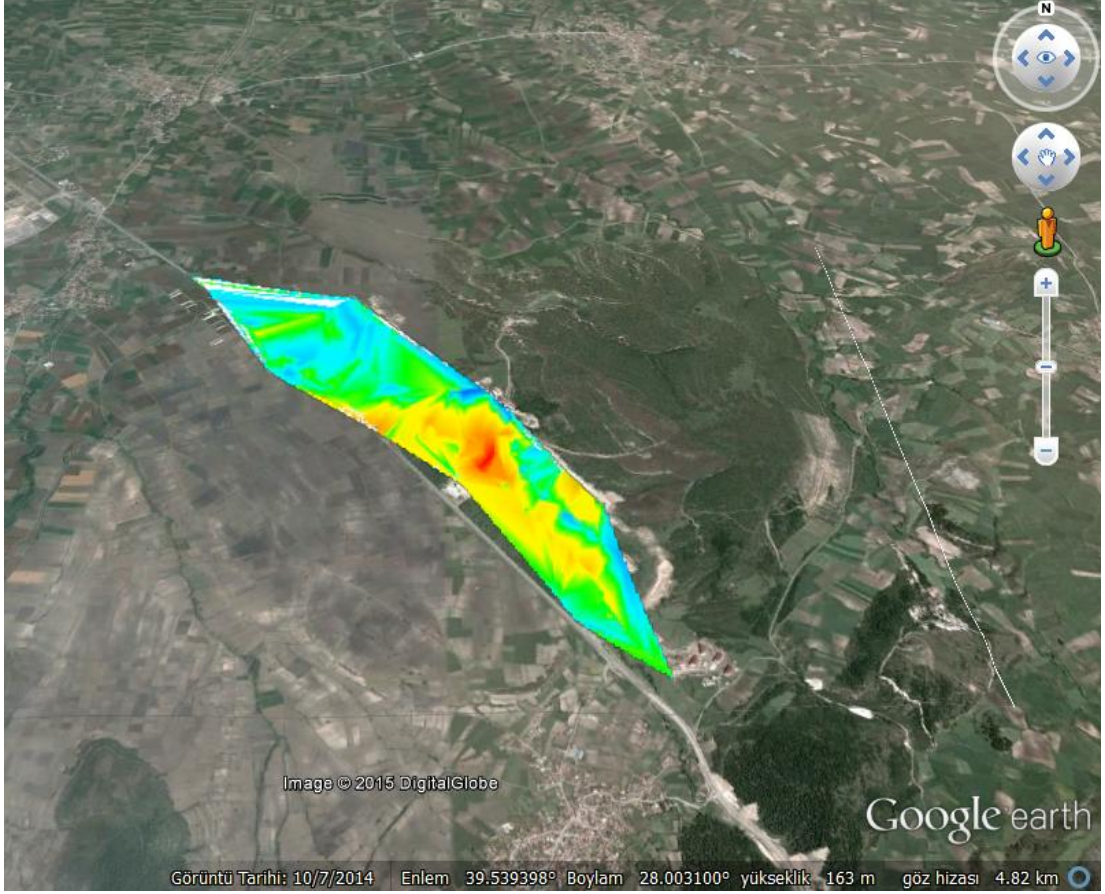 N
Image © 2015 DigitalGlobe
Google earth
Görüntü Tarihi: 10/7/2014 Enlem 39.539398° Boylam 28.003100° yükseklik 163 m göz hizası 4.82 km